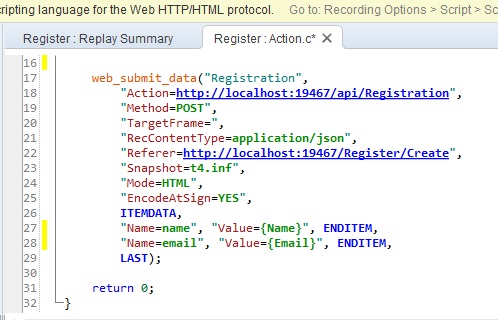 cripting language for the Web HTTP/HTML protocol. Go to: Recording Options > Script > Sc
Register : Replay Summary Register : Action.c* ×
16
17 web_submit_data("Registration",
18 "Action=http://localhost:19467/api/Registration",
19 "Method=POST",
20 "TargetFrame=",
21 "RecContentType=application/json",
22 "Referer=http://localhost:19467/Register/Create",
23 "Snapshot=t4.inf",
24 "Mode=HTML",
25 "EncodeAtSign=YES",
26 ITEMDATA,
27 "Name=name", "Value={Name}", ENDITEM,
28 "Name=email", "Value={Email}", ENDITEM,
29 LAST);
30
31 return 0;
32 }